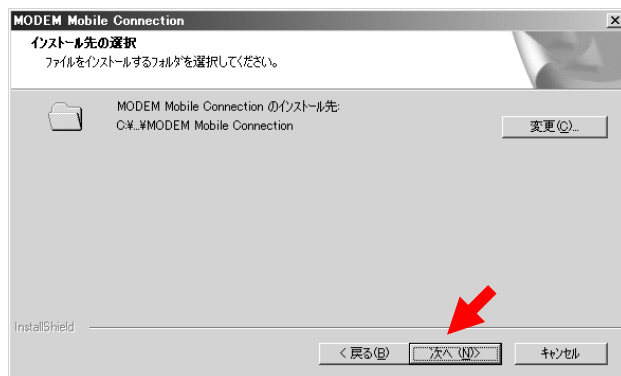 MODEM Mobile Connection
インストール先の選択
ファイルをインストールするフォルダを選択してください。
MODEM Mobile Connection のインストール先:
C:¥...¥MODEM Mobile Connection
変更(C)...
InstallShield
< 戻る(B)
次へ(N)>
キャンセル